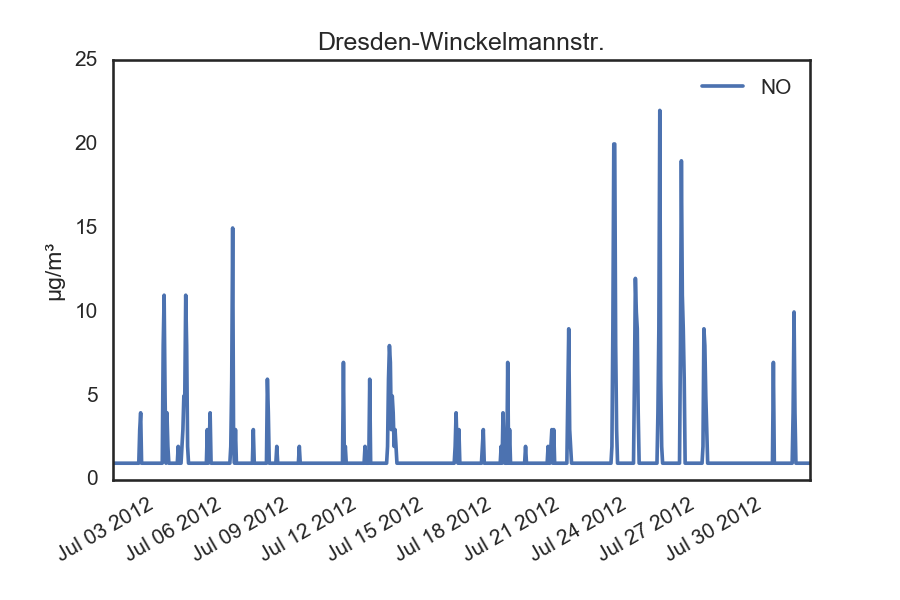 Dresden-Winckelmannstr.
NO
µg/m³
25
20
15
10
5
0
Jul 03 2012
Jul 06 2012
Jul 09 2012
Jul 12 2012
Jul 15 2012
Jul 18 2012
Jul 21 2012
Jul 24 2012
Jul 27 2012
Jul 30 2012